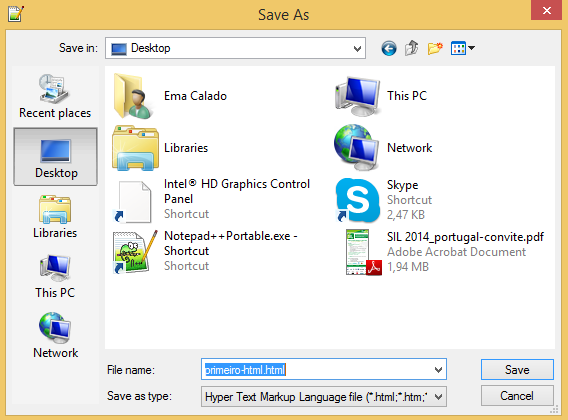 Save As
Save in:
Desktop
Recent places
Desktop
Libraries
This PC
Network
Ema Calado
This PC
Libraries
Network
Intel® HD Graphics Control
Panel
Shortcut
Skype
Shortcut
2,47 KB
Notepad++Portable.exe -
Shortcut
Shortcut
SIL 2014_portugal-convite.pdf
Adobe Acrobat Document
1,94 MB
File name:
primeiro-html.html
Save
Save as type:
Hyper Text Markup Language file (*.html;*.htm;*
Cancel